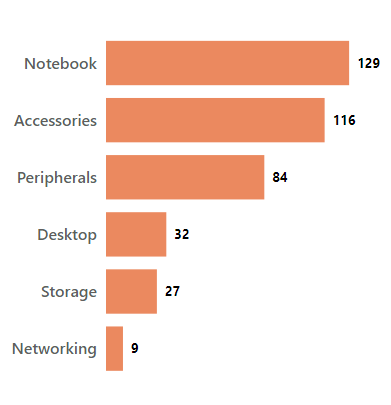 Notebook 129
Accessories 116
Peripherals 84
Desktop 32
Storage 27
Networking 9